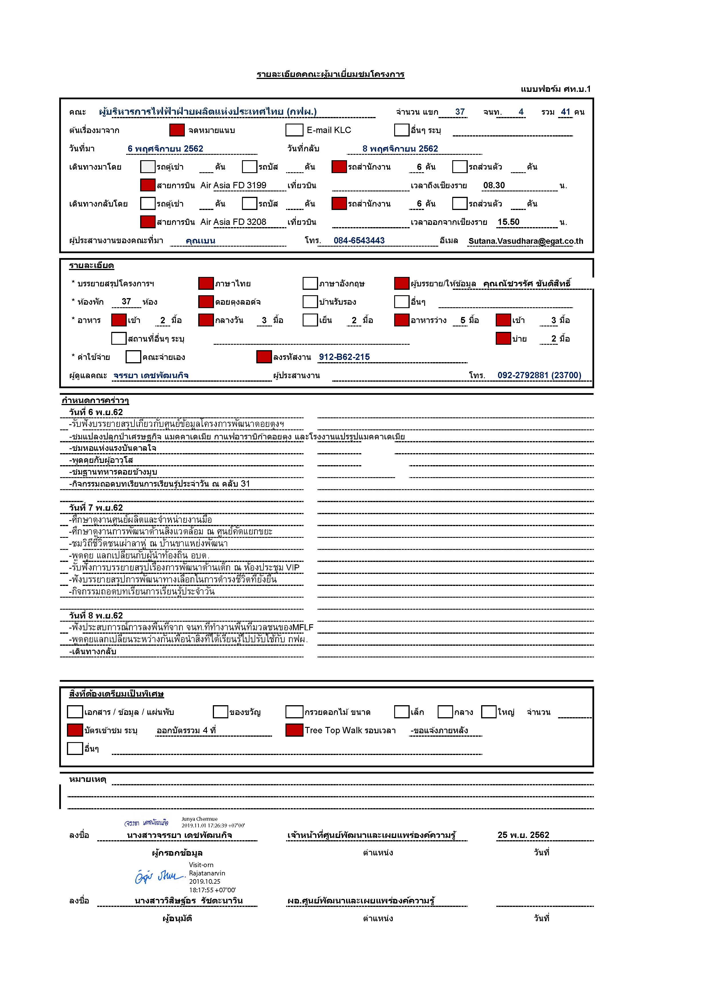 รายละเอียดคณะผู้มาเยี่ยมชมโครงการ
แบบฟอร์ม ศท.บ.1
คณะ ผู้บริหารการไฟฟ้าฝ่ายผลิตแห่งประเทศไทย (กฟผ.) จำนวน แขก 37 จนท. 4 รวม 41 คน
ต้นเรื่องมาจาก จดหมายแนบ E-mail KLC อื่นๆ ระบุ
วันที่มา 6 พฤศจิกายน 2562 วันที่กลับ 8 พฤศจิกายน 2562
เดินทางมาโดย รถตู้เช่า คัน รถบัส คัน รถสำนักงาน 6 คัน รถส่วนตัว คัน
สายการบิน Air Asia FD 3199 เที่ยวบิน เวลาถึงเชียงราย 08.30 น.
เดินทางกลับโดย รถตู้เช่า คัน รถบัส คัน รถสำนักงาน 6 คัน รถส่วนตัว คัน
สายการบิน Air Asia FD 3208 เที่ยวบิน เวลาออกจากเชียงราย 15.50 น.
ผู้ประสานงานของคณะที่มา คุณเบน โทร. 084-6543443 อีเมล Sutana.Vasudhara@egat.co.th
รายละเอียด
* บรรยายสรุปโครงการฯ ภาษาไทย ภาษาอังกฤษ ผู้บรรยาย/ให้ข้อมูล คุณณัชวรรัศ ขันติสิทธิ์
* ห้องพัก 37 ห้อง ดอยตุงลอด์จ บ้านรับรอง อื่นๆ
* อาหาร เช้า 2 มื้อ กลางวัน 3 มื้อ เย็น 2 มื้อ อาหารว่าง 5 มื้อ เช้า 3 มื้อ
สถานที่อื่นๆ ระบุ บ่าย 2 มื้อ
* ค่าใช้จ่าย คณะจ่ายเอง ลงรหัสงาน 912-B62-215
ผู้ดูแลคณะ จรรยา เดชพัฒนกิจ ผู้ประสานงาน โทร. 092-2792881 (23700)
กำหนดการคร่าวๆ
วันที่ 6 พ.ย.62
-รับฟังบรรยายสรุปเกี่ยวกับศูนย์ข้อมูลโครงการพัฒนาดอยตุงฯ
-ชมแปลงปลูกป่าเศรษฐกิจ แมคคาเดเมีย กาแฟอาราบิก้าดอยตุง และโรงงานแปรรูปแมคคาเดเมีย
-ชมหอแห่งแรงบันดาลใจ
-พูดคุยกับผู้อาวุโส
-ชมฐานทหารดอยช้างมูบ
-กิจกรรมถอดบทเรียนการเรียนรู้ประจำวัน ณ คลับ 31
วันที่ 7 พ.ย.62
-ศึกษาดูงานศูนย์ผลิตและจำหน่ายงานมือ
-ศึกษาดูงานการพัฒนาด้านสิ่งแวดล้อม ณ ศูนย์คัดแยกขยะ
-ชมวิถีชีวิตชนเผ่าลาหู่ ณ บ้านขาแหย่งพัฒนา
-พูดคุย แลกเปลี่ยนกับผู้นำท้องถิ่น อบต.
-รับฟังการบรรยายสรุปเรื่องการพัฒนาด้านเด็ก ณ ห้องประชุม VIP
-ฟังบรรยายสรุปการพัฒนาทางเลือกในการดำรงชีวิตที่ยั่งยืน
-กิจกรรมถอดบทเรียนการเรียนรู้ประจำวัน
วันที่ 8 พ.ย.62
-ฟังประสบการณ์การลงพื้นที่จาก จนท.ที่ทำงานพื้นที่มวลชนของMFLF
-พูดคุยแลกเปลี่ยนระหว่างกันเพื่อนำสิ่งที่ได้เรียนรู้ไปปรับใช้กับ กฟผ.
-เดินทางกลับ
สิ่งที่ต้องเตรียมเป็นพิเศษ
เอกสาร / ข้อมูล / แผ่นพับ ของขวัญ กรวยดอกไม้ ขนาด เล็ก กลาง ใหญ่ จำนวน
บัตรเข้าชม ระบุ ออกบัตรรวม 4 ที่ Tree Top Walk รอบเวลา -ขอแจ้งภายหลัง
อื่นๆ
หมายเหตุ
จรรยา เดชพัฒนกิจ Junya Chermue
2019.11.01 17:26:39 +07'00'
ลงชื่อ นางสาวจรรยา เดชพัฒนกิจ เจ้าหน้าที่ศูนย์พัฒนาและเผยแพร่องค์ความรู้ 25 พ.ย. 2562
ผู้กรอกข้อมูล ตำแหน่ง วันที่
Visit-orn
Rajatanarvin
2019.10.25
18:17:55 +07'00'
ลงชื่อ นางสาววิสิษฐ์อร รัชตะนาวิน ผอ.ศูนย์พัฒนาและเผยแพร่องค์ความรู้
ผู้อนุมัติ ตำแหน่ง วันที่